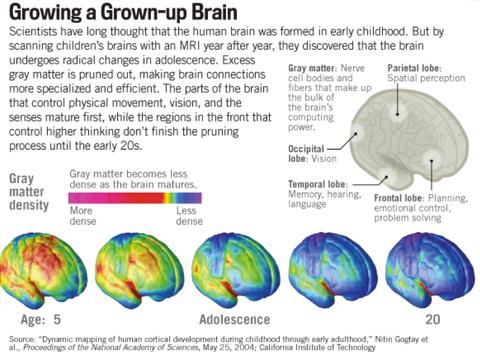 Growing a Grown-up Brain
Scientists have long thought that the human brain was formed in early childhood. But by
scanning children's brains with an MRI year after year, they discovered that the brain
undergoes radical changes in adolescence. Excess
gray matter is pruned out, making brain connections
more specialized and efficient. The parts of the brain
that control physical movement, vision, and the
senses mature first, while the regions in the front that
control higher thinking don't finish the pruning
process until the early 20s.
Gray matter: Nerve
cell bodies and
fibers that make up
the bulk of
the brain's
computing
power.
Parietal lobe:
Spatial perception
Occipital
lobe: Vision
Temporal lobe:
Memory, hearing,
language
Frontal lobe: Planning,
emotional control,
problem solving
Gray
matter
density
Gray matter becomes less
dense as the brain matures.
More
dense
Less
dense
Age: 5
Adolescence
20
Source: "Dynamic mapping of human cortical development during childhood through early adulthood," Nitin Gogtay et
al., Proceedings of the National Academy of Sciences, May 25, 2004; California Institute of Technology